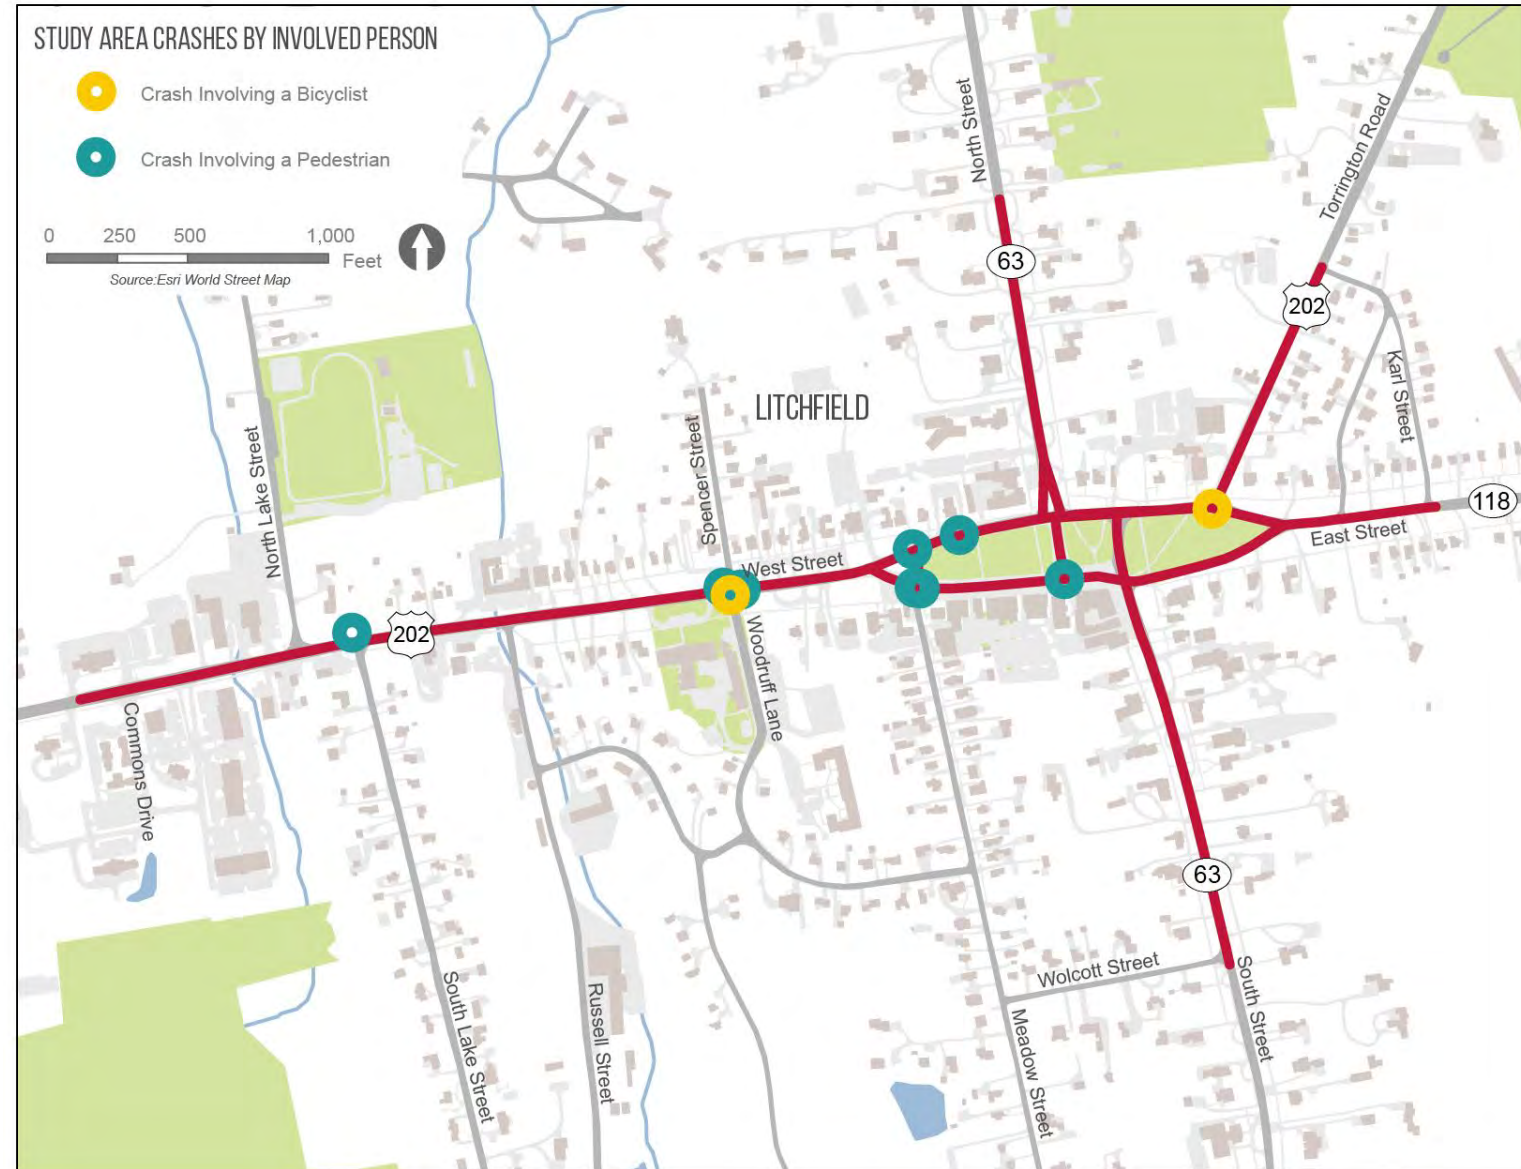 STUDY AREA CRASHES BY INVOLVED PERSON
Crash Involving a Bicyclist
Crash Involving a Pedestrian
0 250 500 1,000
Feet
Source:Esri World Street Map
North Street
Torrington Road
63
202
Karl Street
LITCHFIELD
Spencer Street
North Lake Street
118
East Street
West Street
202
Woodruff Lane
Commons Drive
63
Wolcott Street
South Street
South Lake Street
Russell Street
Meadow Street